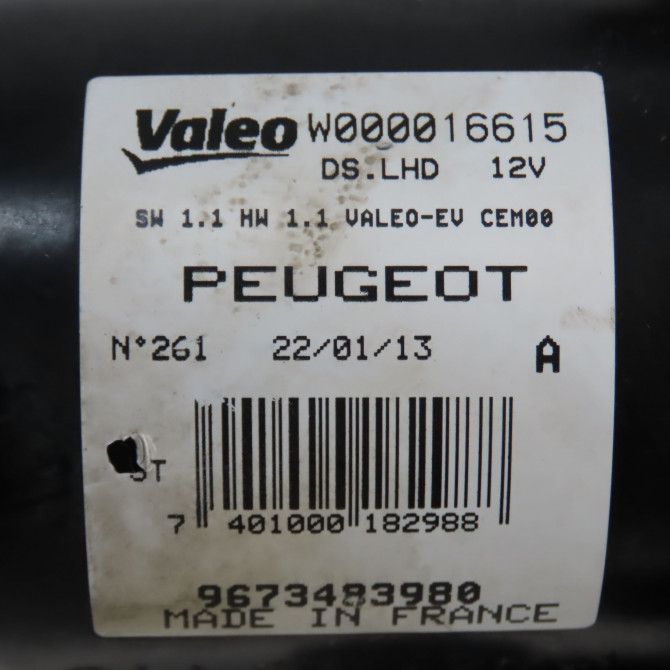 Valeo W000016615
DS.LHD 12V
SW 1.1 HW 1.1 VALEO-EV CEM00
PEUGEOT
N°261 22/01/13 A
7 401000 182988
9673483980
MADE IN FRANCE